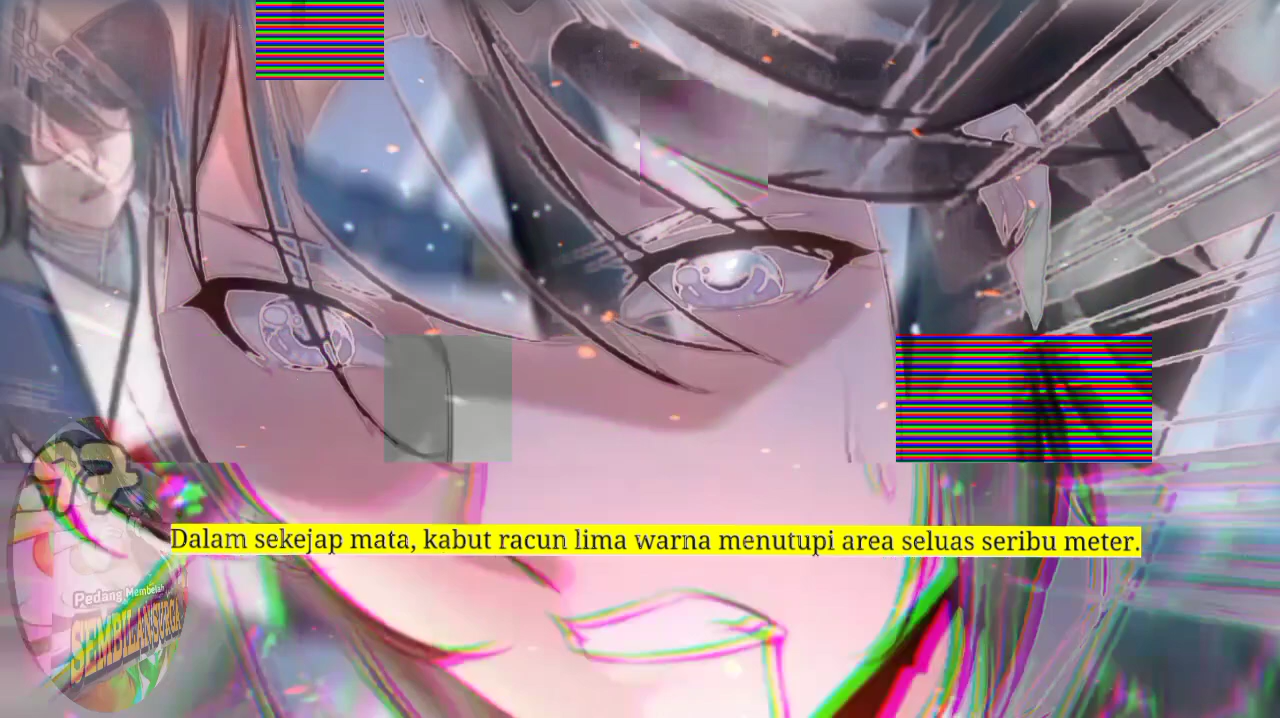 Dalam sekejap mata, kabut racun lima warna menutupi area seluas seribu meter.
Pedang Membelah
SEMBILAN SURGA